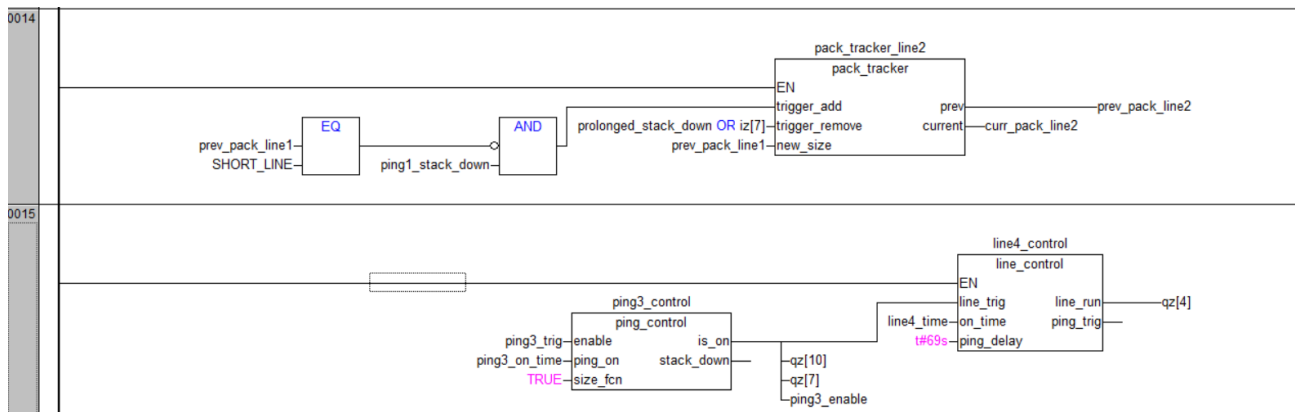 0014
pack_tracker_line2
pack_tracker
EN
trigger_add prev prev_pack_line2
EQ AND prolonged_stack_down OR iz[7] trigger_remove current curr_pack_line2
prev_pack_line1 prev_pack_line1 new_size
SHORT_LINE ping1_stack_down
0015
line4_control
line_control
EN
ping3_control line_trig line_run qz[4]
ping_control line4_time on_time ping_trig
ping3_trig enable is_on t#69s ping_delay
ping3_on_time ping_on stack_down qz[10]
TRUE size_fcn qz[7]
ping3_enable